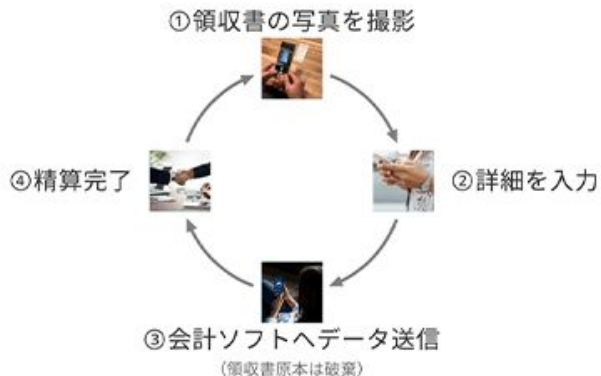 ①領収書の写真を撮影
②詳細を入力
③会計ソフトへデータ送信
(領収書原本は破棄)
④精算完了